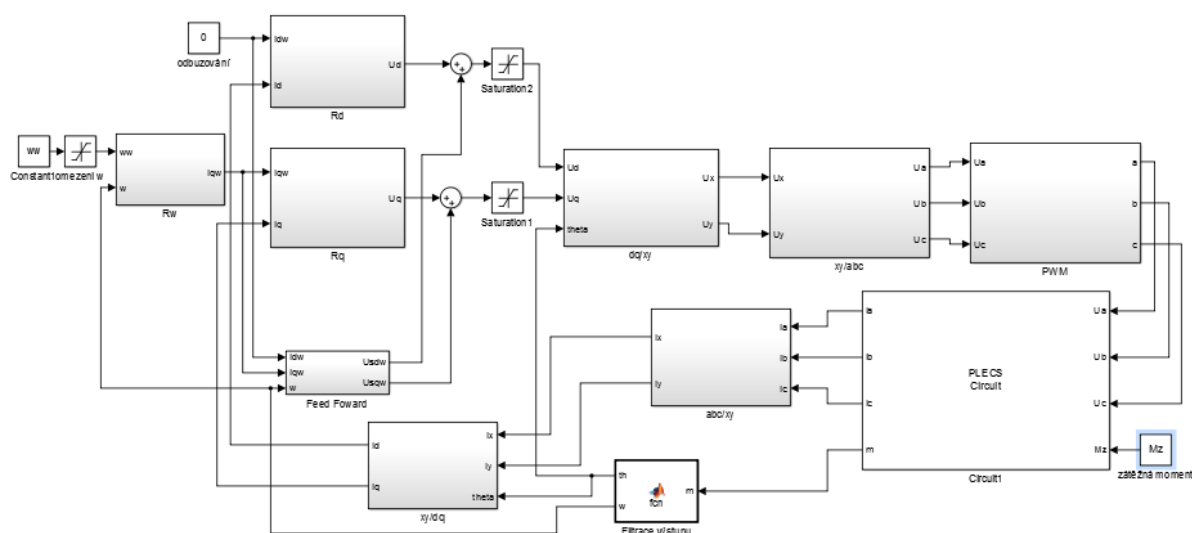 0
odbuzování
Idw
Id
Ud
Rd
Saturation2
ww
Constant1
omezeni w
ww
w
Iqw
Rw
Iqw
Iq
Uq
Rq
Saturation1
Ud
Uq
theta
Ux
Uy
dq/xy
Ux
Uy
Ua
Ub
Uc
xy/abc
Ua
Ub
Uc
a
b
c
PWM
Idw
Iqw
w
Usdw
Usqw
Feed Foward
Ix
Iy
Ia
Ib
Ic
abc/xy
Ia
Ib
Ic
m
PLECS
Circuit
Ua
Ub
Uc
Mz
Circuit1
Mz
zátěžná moment
Id
Iq
Ix
Iy
theta
xy/dq
th
w
fcn
m
Filtrace výstupu